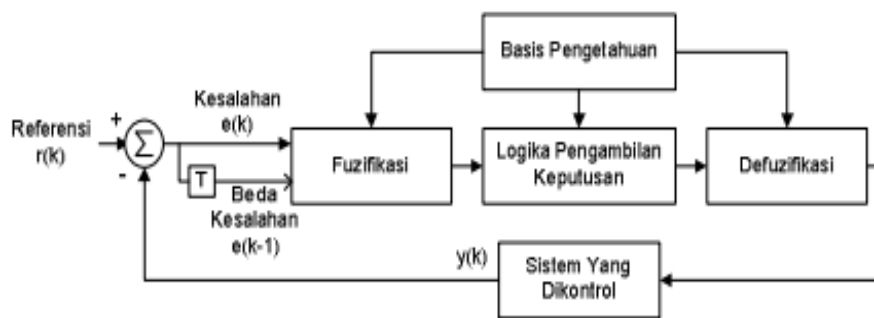 Basis Pengetahuan
Kesalahan
e(k)
Referensi
r(k)
+
Σ
-
T
Beda
Kesalahan
e(k-1)
Fuzifikasi
Logika Pengambilan
Keputusan
Defuzifikasi
y(k)
Sistem Yang
Dikontrol